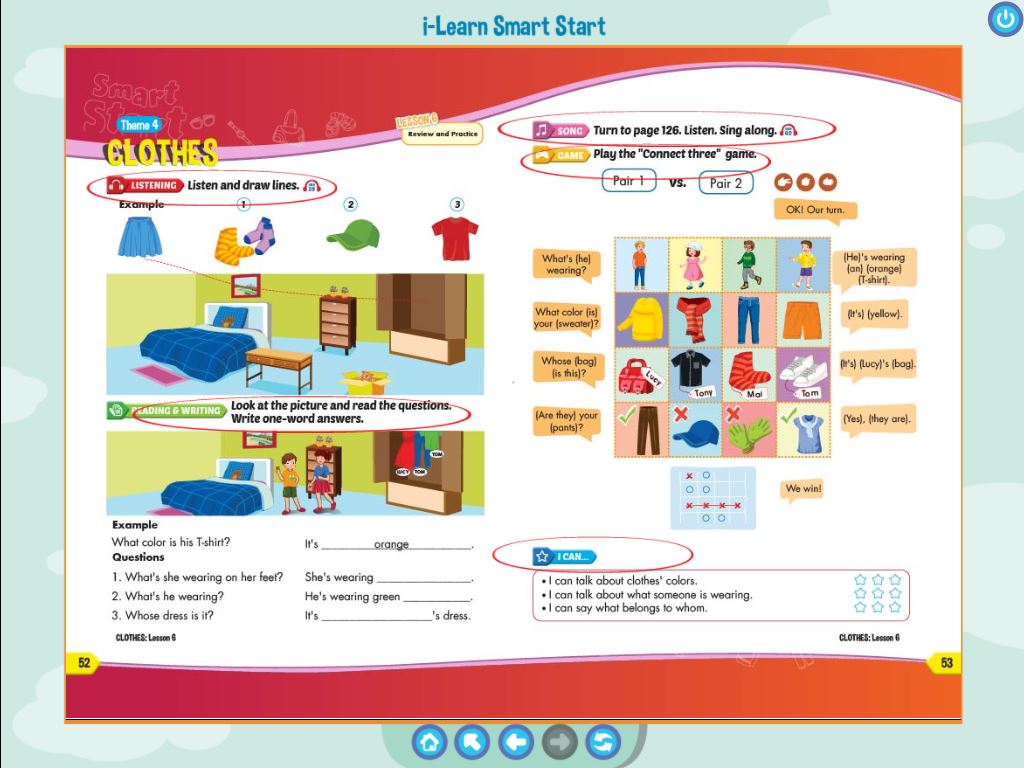 i-Learn Smart Start
Smart
Start
Theme 4
CLOTHES
LESSON 6
Review and Practice
LISTENING Listen and draw lines.
Example 1 2 3
READING & WRITING Look at the picture and read the questions.
Write one-word answers.
LUCY TOM TOM
Example
What color is his T-shirt? It's ______orange______.
Questions
1. What's she wearing on her feet? She's wearing ______________.
2. What's he wearing? He's wearing green __________.
3. Whose dress is it? It's ________________'s dress.
CLOTHES: Lesson 6
52
SONG Turn to page 126. Listen. Sing along.
GAME Play the "Connect three" game.
Pair 1 vs. Pair 2
OK! Our turn.
What's (he)
wearing?
(He)'s wearing
(an) (orange)
(T-shirt).
What color (is)
your (sweater)?
(It's) (yellow).
Whose (bag)
(is this)?
Lucy Tony Mai Tom
(It's) (Lucy)'s (bag).
(Are they) your
(pants)?
(Yes), (they are).
We win!
I CAN...
• I can talk about clothes' colors.
• I can talk about what someone is wearing.
• I can say what belongs to whom.
CLOTHES: Lesson 6
53